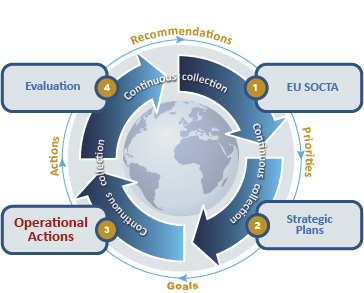 Recommendations
Evaluation
4
Continuous collection
1
EU SOCTA
Actions
Continuous collection
Continuous collection
Priorities
Operational
Actions
3
Continuous collection
2
Strategic
Plans
Goals